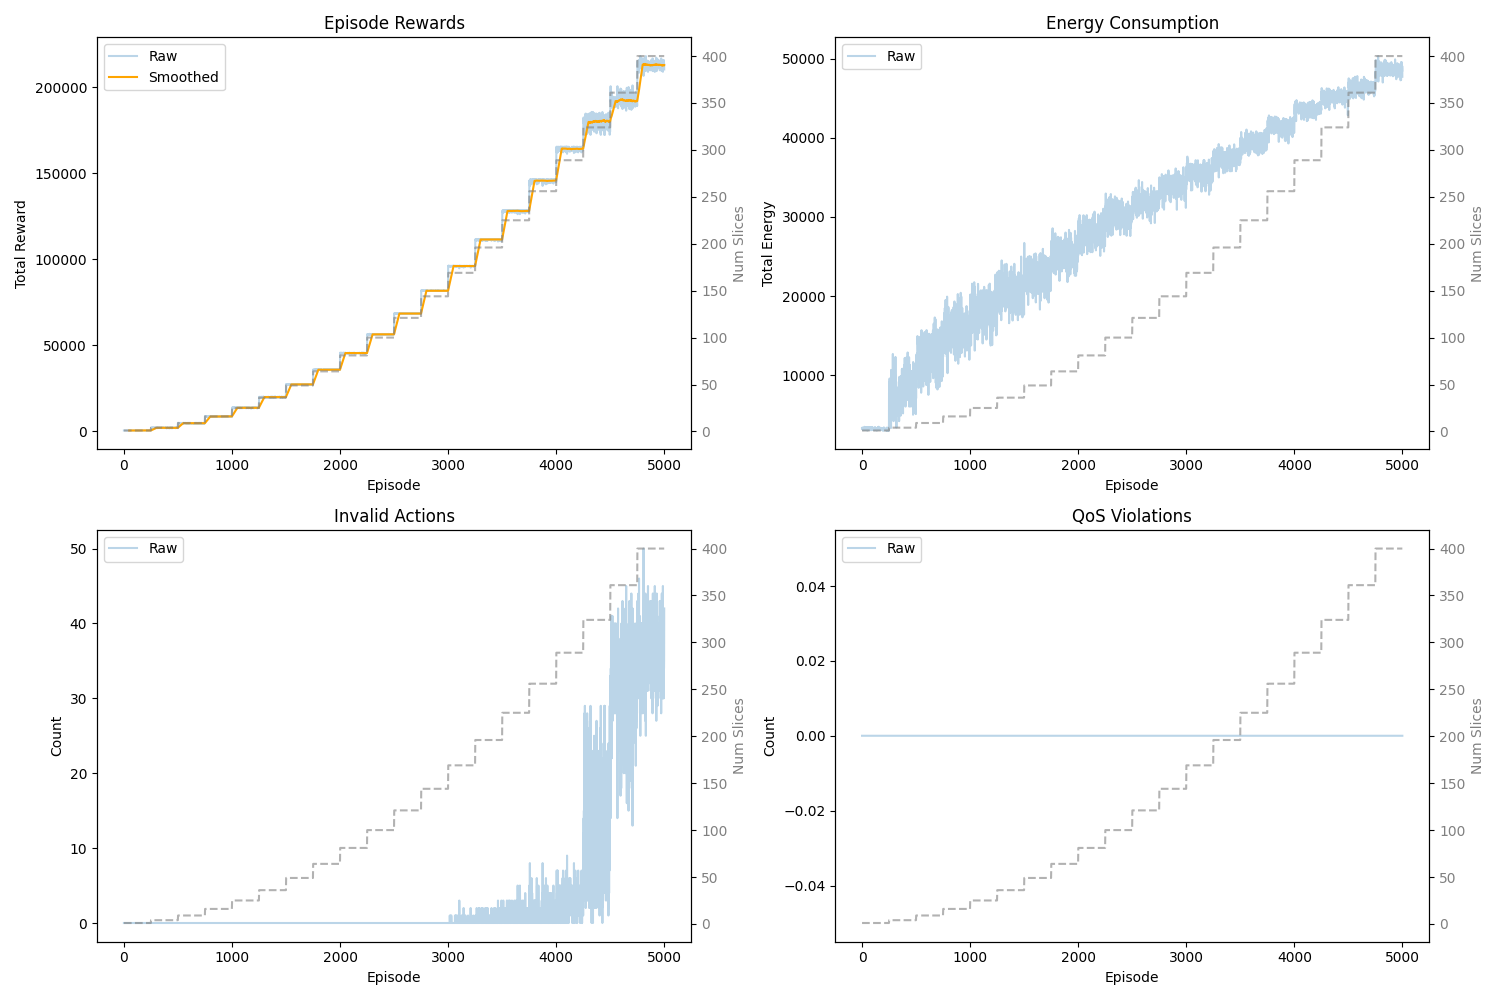 Episode Rewards
Raw
Smoothed
Total Reward
200000
150000
100000
50000
0
400
350
300
250
200
150
100
50
0
Num Slices
0 1000 2000 3000 4000 5000
Episode
Energy Consumption
Raw
Total Energy
50000
40000
30000
20000
10000
400
350
300
250
200
150
100
50
0
Num Slices
0 1000 2000 3000 4000 5000
Episode
Invalid Actions
Raw
Count
50
40
30
20
10
0
400
350
300
250
200
150
100
50
0
Num Slices
0 1000 2000 3000 4000 5000
Episode
QoS Violations
Raw
Count
0.04
0.02
0.00
−0.02
−0.04
400
350
300
250
200
150
100
50
0
Num Slices
0 1000 2000 3000 4000 5000
Episode